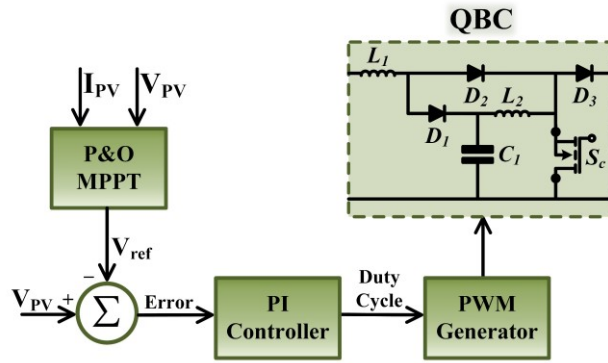 QBC
L1
D2
L2
D3
D1
C1
Sc
IPV
VPV
P&O
MPPT
Vref
VPV
+
−
Σ
Error
PI
Controller
Duty
Cycle
PWM
Generator